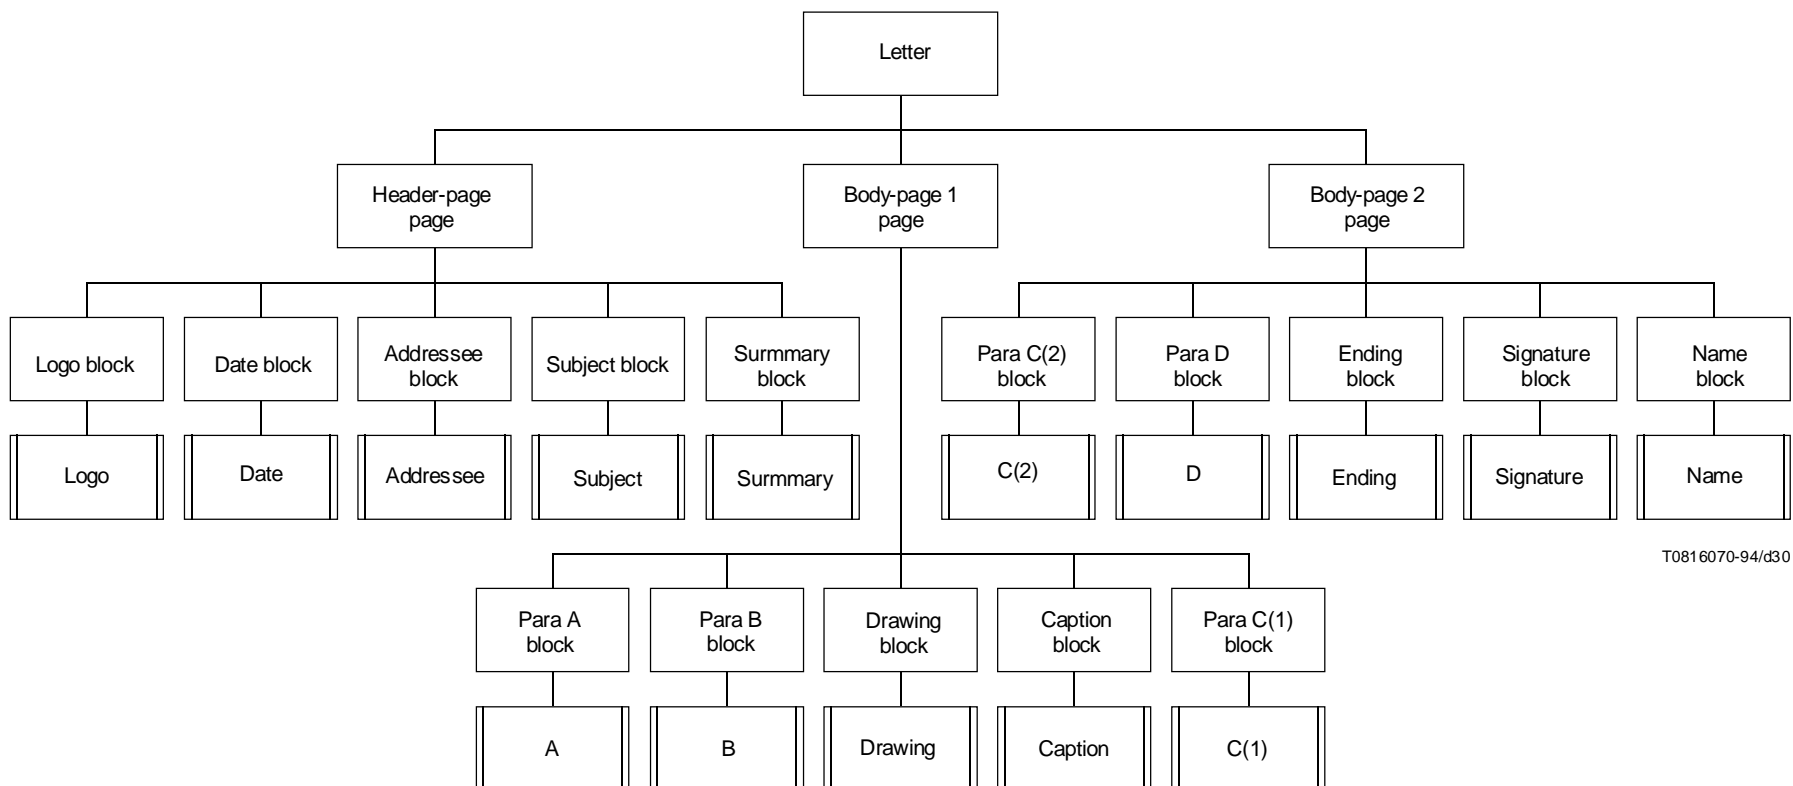 Letter
Header-page
page
Body-page 1
page
Body-page 2
page
Logo block
Date block
Addressee
block
Subject block
Surmmary
block
Para C(2)
block
Para D
block
Ending
block
Signature
block
Name
block
Logo
Date
Addressee
Subject
Surmmary
C(2)
D
Ending
Signature
Name
T0816070-94/d30
Para A
block
Para B
block
Drawing
block
Caption
block
Para C(1)
block
A
B
Drawing
Caption
C(1)